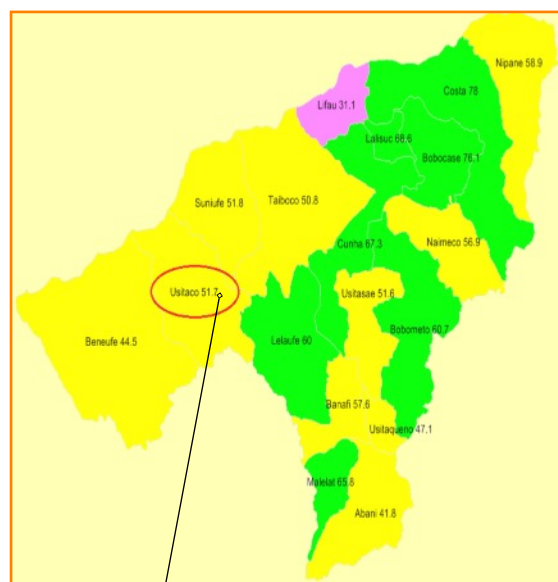 Nipane 58.9
Costa 78
Lifau 31.1
Lalisuc 68.6
Bobocase 76.1
Suniufe 51.8
Taiboco 50.8
Naimeco 56.9
Cunha 67.3
Usitaco 51.7
Usitasae 51.6
Bobometo 60.7
Beneufe 44.5
Lelaufe 60
Banafi 57.6
Usitaqueno 47.1
Malelat 65.8
Abani 41.8